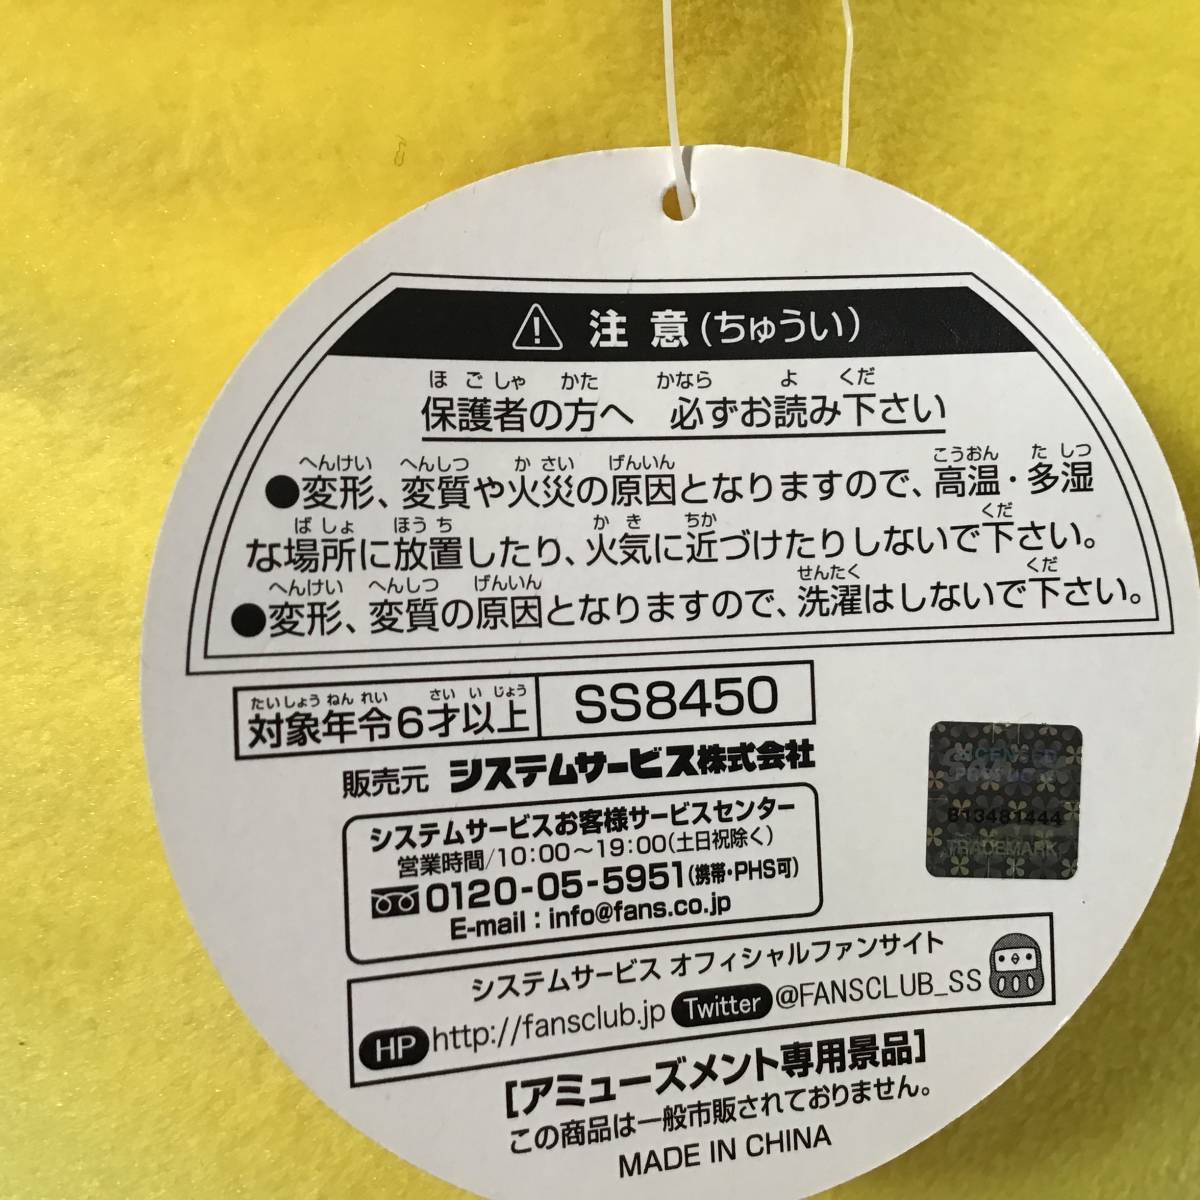 注意(ちゅうい)
ほごしゃ かた かなら よ くだ
保護者の方へ 必ずお読み下さい
へんけい へんしつ かさい げんいん こうおん たしつ
●変形、変質や火災の原因となりますので、高温・多湿
ばしょ ほうち かき ちか くだ
な場所に放置したり、火気に近づけたりしないで下さい。
へんけい へんしつ げんいん せんたく くだ
●変形、変質の原因となりますので、洗濯はしないで下さい。
たいしょうねんれい さいいじょう
対象年令6才以上 SS8450
販売元 システムサービス株式会社
システムサービスお客様サービスセンター
営業時間/10:00〜19:00(土日祝除く)
0120-05-5951(携帯・PHS可)
E-mail : info@fans.co.jp
システムサービス オフィシャルファンサイト
HP http://fansclub.jp Twitter @FANSCLUB_SS
[アミューズメント専用景品]
この商品は一般市販されておりません。
MADE IN CHINA
LICENSED
PRODUCT
813481444
TRADEMARK